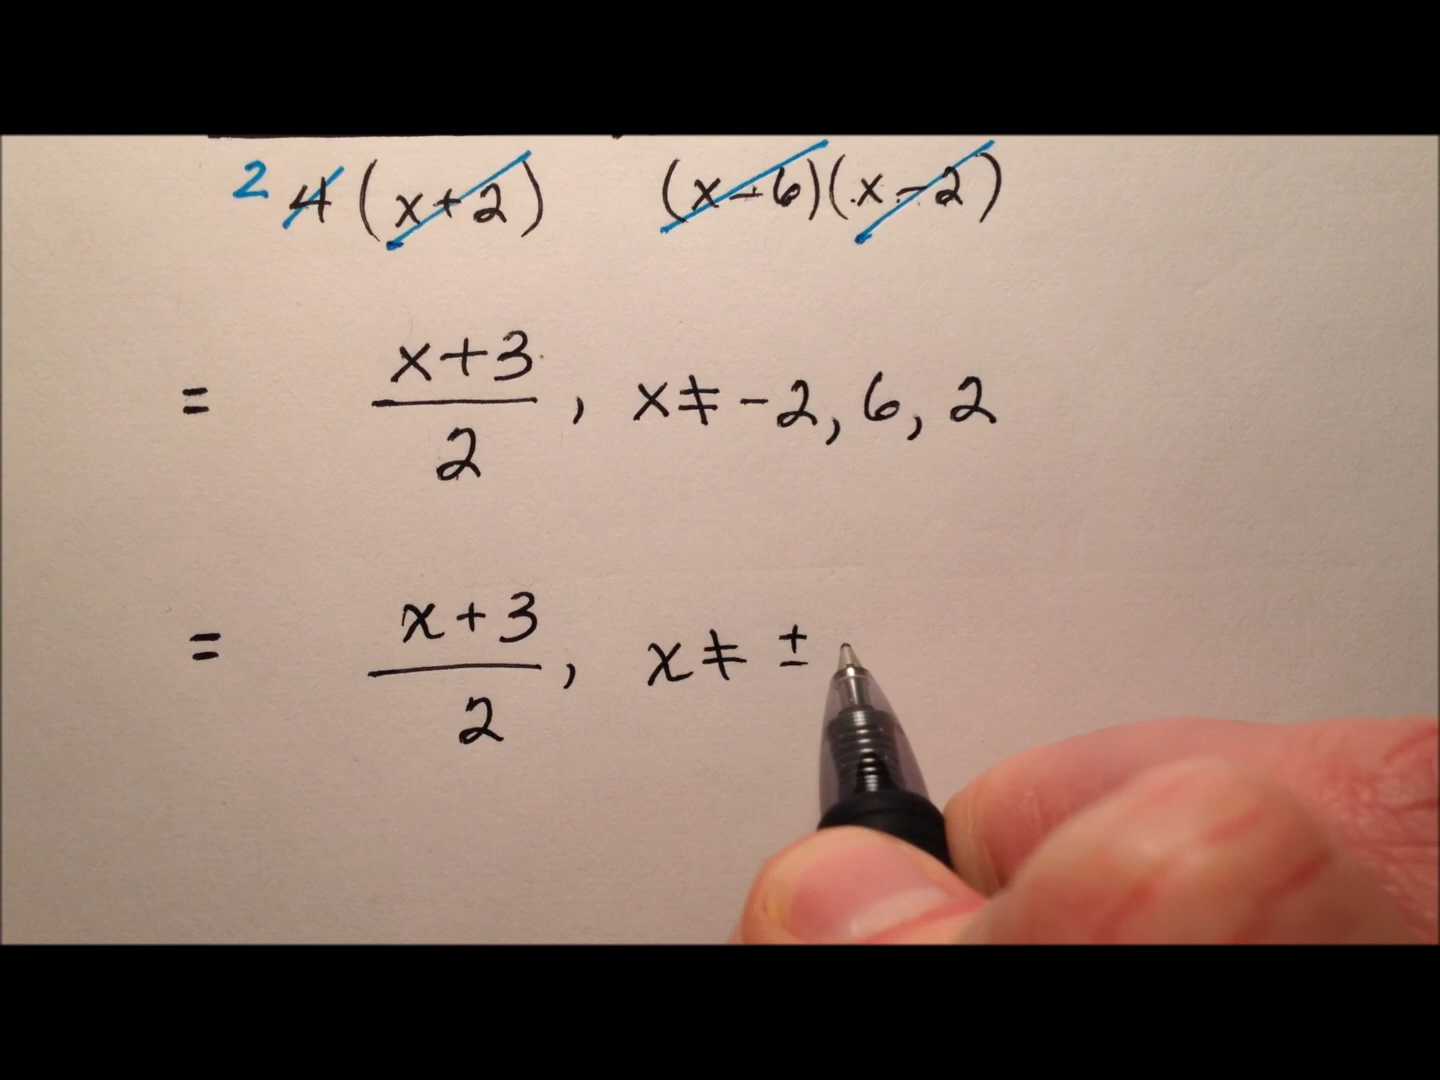 2 4 (x+2) (x-6)(x-2)
= x+3
2 , x≠ -2, 6, 2
= x+3
2 , x≠ ±